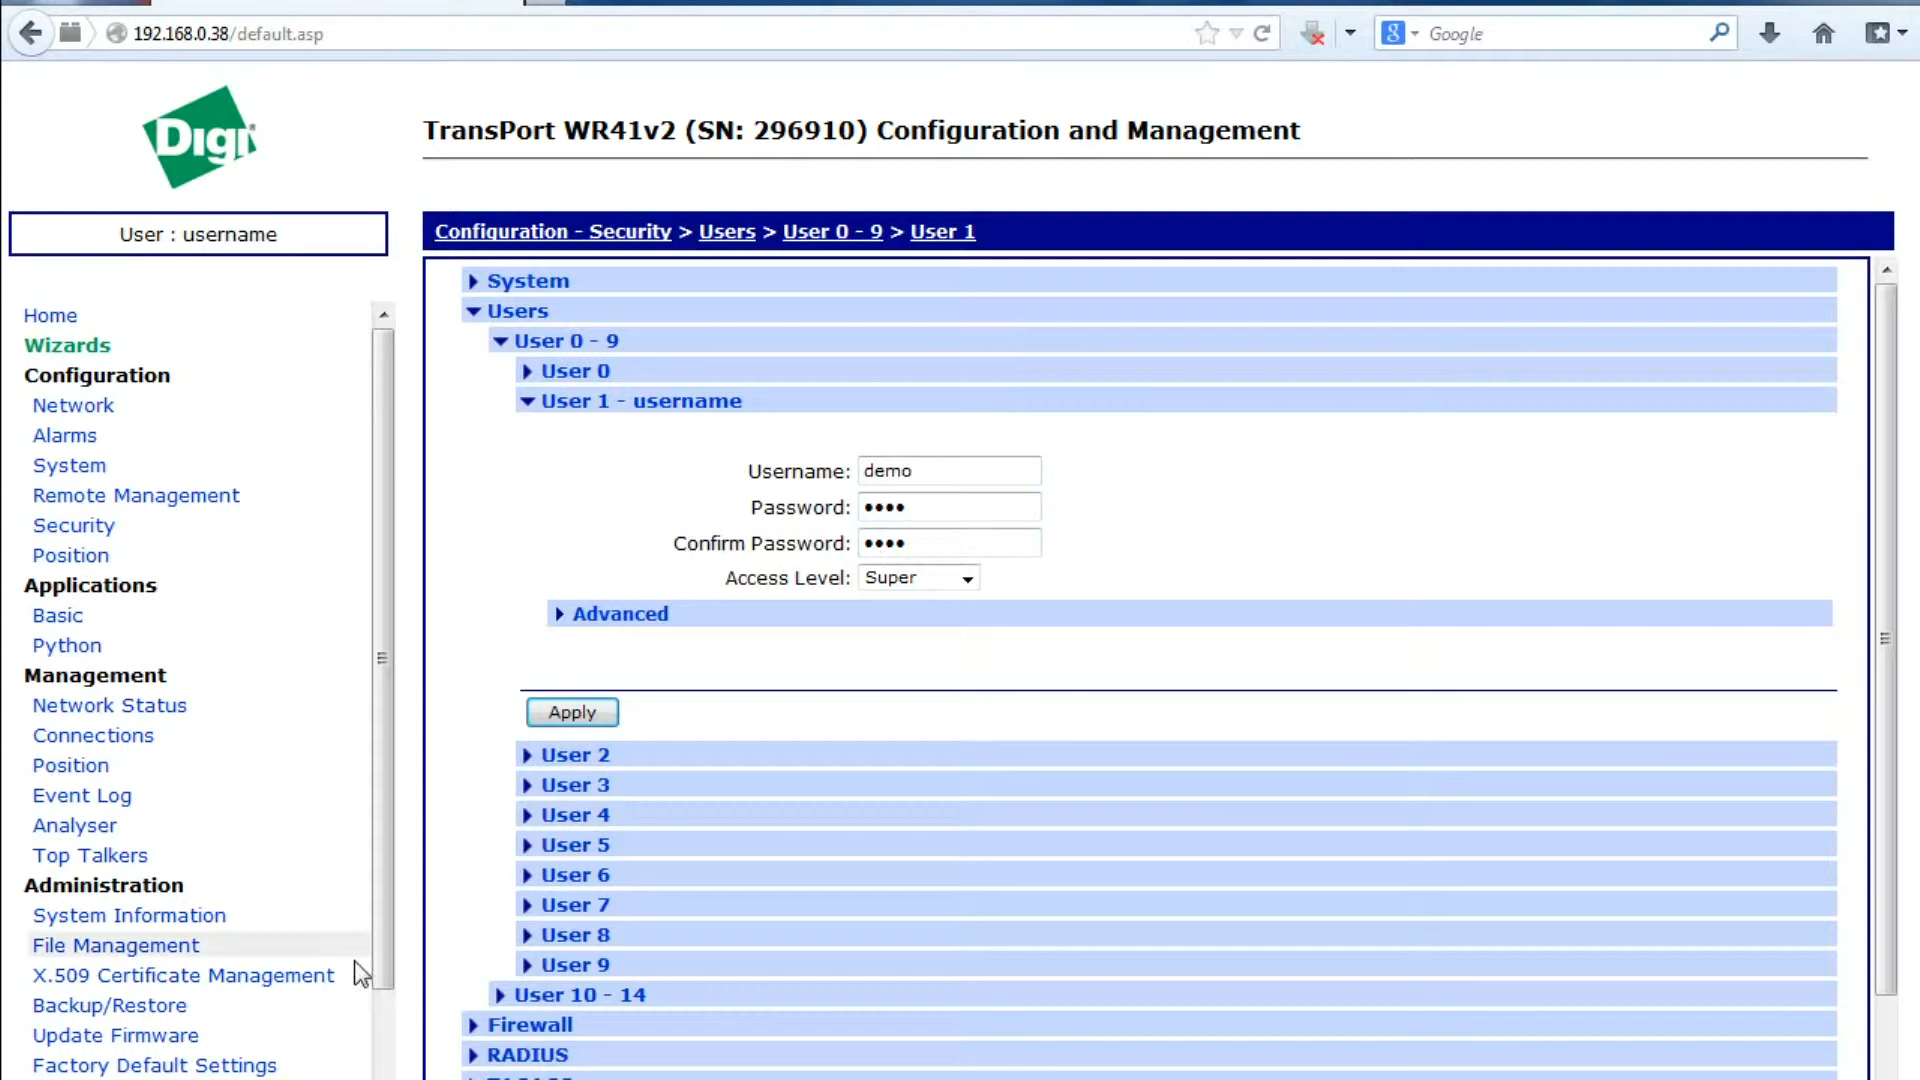 192.168.0.38/default.asp
Google
Digi
TransPort WR41v2 (SN: 296910) Configuration and Management
User : username
Configuration - Security > Users > User 0 - 9 > User 1
Home
Wizards
Configuration
Network
Alarms
System
Remote Management
Security
Position
Applications
Basic
Python
Management
Network Status
Connections
Position
Event Log
Analyser
Top Talkers
Administration
System Information
File Management
X.509 Certificate Management
Backup/Restore
Update Firmware
Factory Default Settings
System
Users
User 0 - 9
User 0
User 1 - username
Username: demo
Password: ••••
Confirm Password: ••••
Access Level: Super
Advanced
Apply
User 2
User 3
User 4
User 5
User 6
User 7
User 8
User 9
User 10 - 14
Firewall
RADIUS